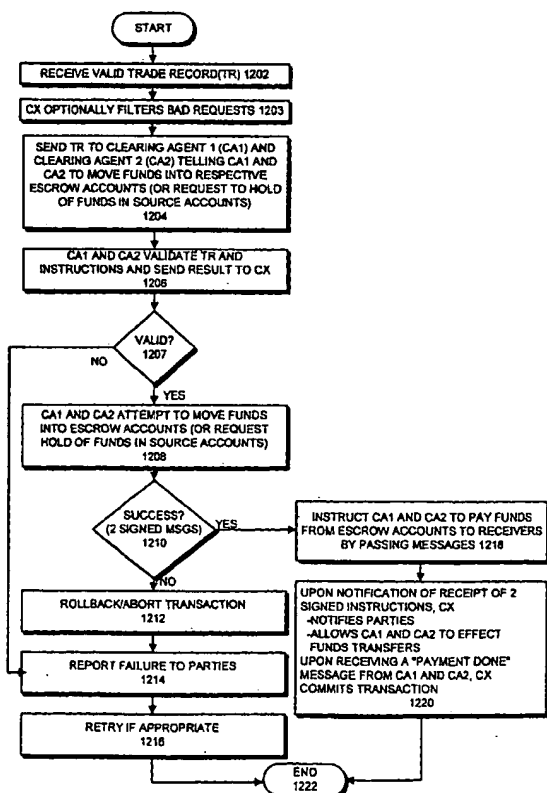 START
RECEIVE VALID TRADE RECORD(TR) 1202
CX OPTIONALLY FILTERS BAD REQUESTS 1203
SEND TR TO CLEARING AGENT 1 (CA1) AND
CLEARING AGENT 2 (CA2) TELLING CA1 AND
CA2 TO MOVE FUNDS INTO RESPECTIVE
ESCROW ACCOUNTS (OR REQUEST TO HOLD
OF FUNDS IN SOURCE ACCOUNTS)
1204
CA1 AND CA2 VALIDATE TR AND
INSTRUCTIONS AND SEND RESULT TO CX
1206
VALID?
1207
NO
YES
CA1 AND CA2 ATTEMPT TO MOVE FUNDS
INTO ESCROW ACCOUNTS (OR REQUEST
HOLD OF FUNDS IN SOURCE ACCOUNTS)
1208
SUCCESS?
(2 SIGNED MSGS)
1210
YES
NO
INSTRUCT CA1 AND CA2 TO PAY FUNDS
FROM ESCROW ACCOUNTS TO RECEIVERS
BY PASSING MESSAGES 1218
ROLLBACK/ABORT TRANSACTION
1212
REPORT FAILURE TO PARTIES
1214
RETRY IF APPROPRIATE
1216
UPON NOTIFICATION OF RECEIPT OF 2
SIGNED INSTRUCTIONS, CX
-NOTIFIES PARTIES
-ALLOWS CA1 AND CA2 TO EFFECT
FUNDS TRANSFERS
UPON RECEIVING A "PAYMENT DONE"
MESSAGE FROM CA1 AND CA2, CX
COMMITS TRANSACTION
1220
END
1222